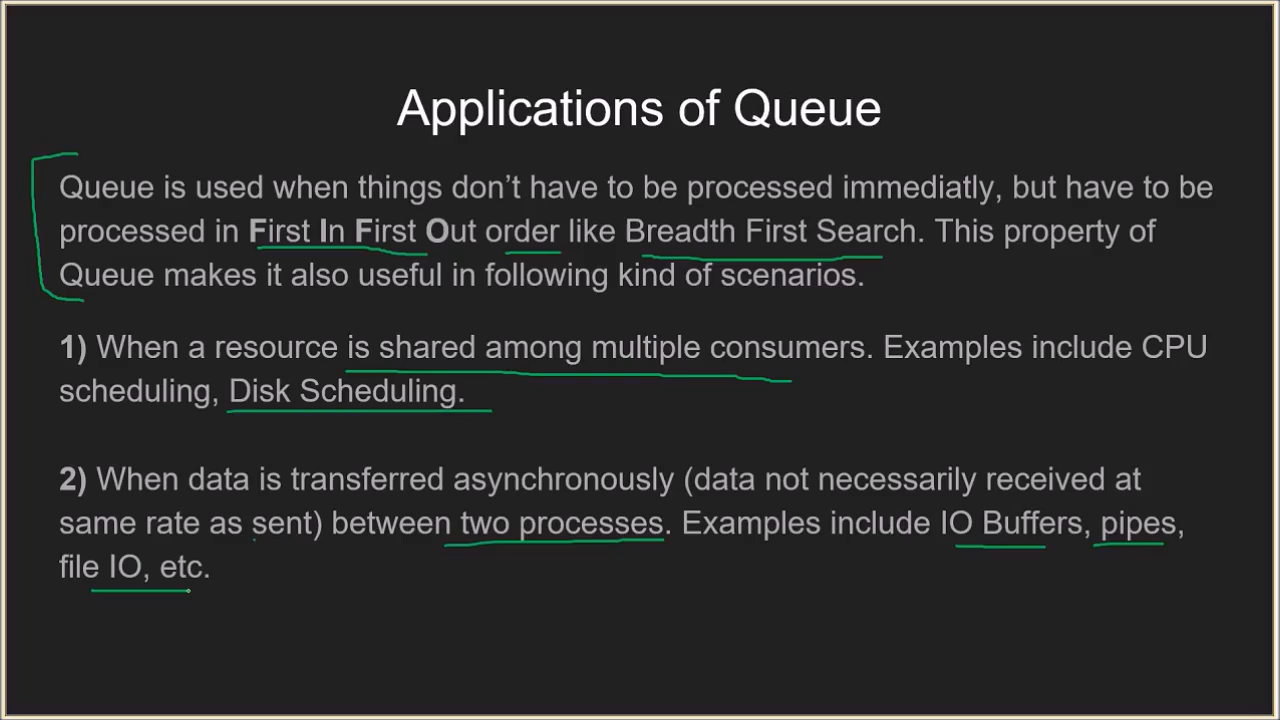 Applications of Queue
Queue is used when things don’t have to be processed immediatly, but have to be
processed in First In First Out order like Breadth First Search. This property of
Queue makes it also useful in following kind of scenarios.
1) When a resource is shared among multiple consumers. Examples include CPU
scheduling, Disk Scheduling.
2) When data is transferred asynchronously (data not necessarily received at
same rate as sent) between two processes. Examples include IO Buffers, pipes,
file IO, etc.